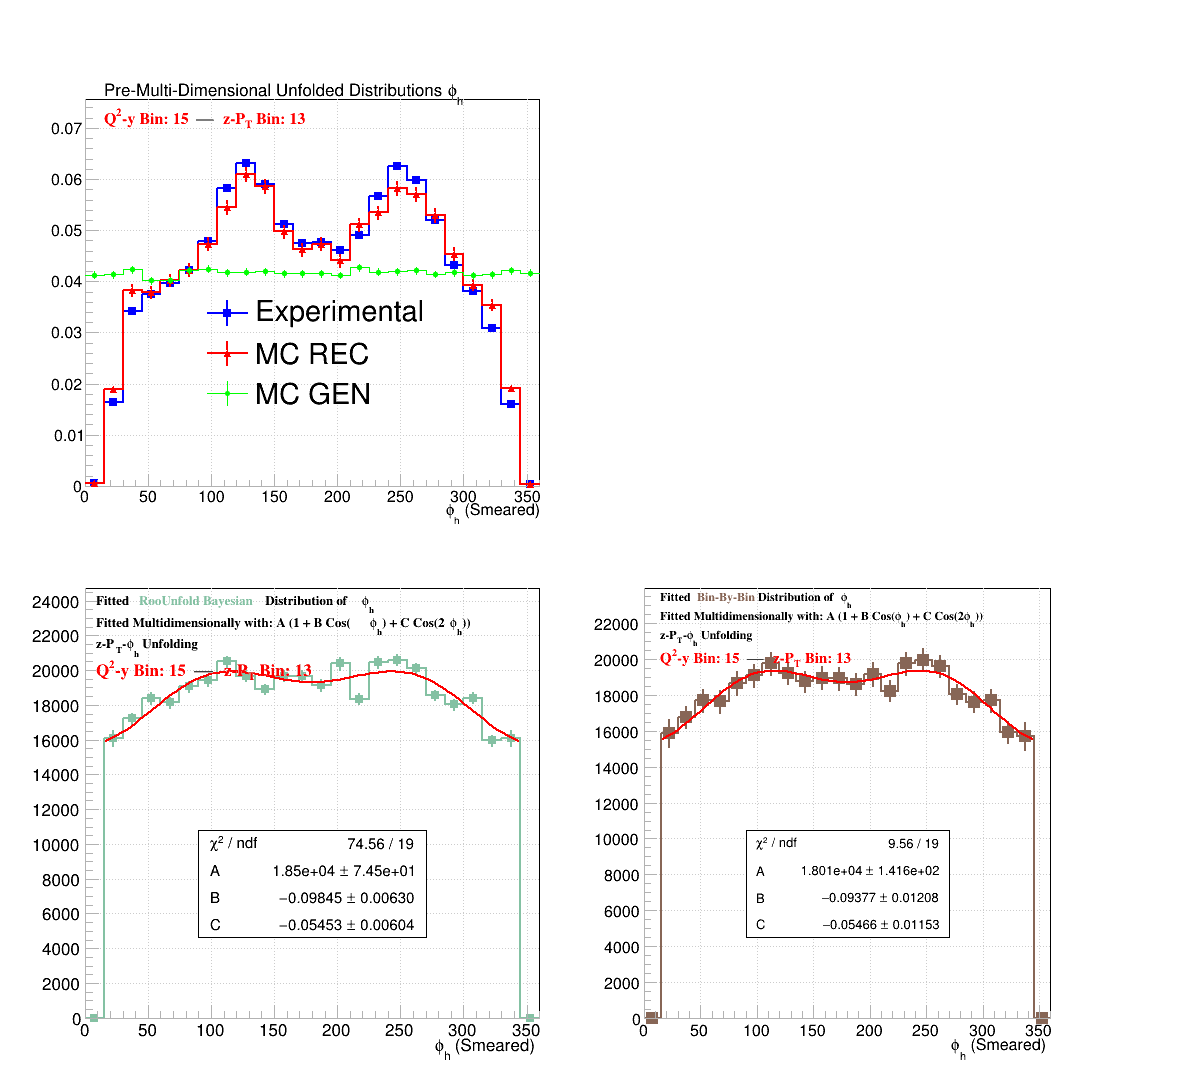 Pre-Multi-Dimensional Unfolded Distributions ϕh
Q2-y Bin: 15 — z-PT Bin: 13
0.07
0.06
0.05
0.04
0.03
0.02
0.01
0
Experimental
MC REC
MC GEN
0 50 100 150 200 250 300 350
ϕh (Smeared)
Fitted RooUnfold Bayesian Distribution of ϕh
Fitted Multidimensionally with: A (1 + B Cos( ϕh) + C Cos(2 ϕh))
z-PT-ϕh Unfolding
Q2-y Bin: 15 — z-PT Bin: 13
24000
22000
20000
18000
16000
14000
12000
10000
8000
6000
4000
2000
0
χ2 / ndf 74.56 / 19
A 1.85e+04 ± 7.45e+01
B −0.09845 ± 0.00630
C −0.05453 ± 0.00604
0 50 100 150 200 250 300 350
ϕh (Smeared)
Fitted Bin-By-Bin Distribution of ϕh
Fitted Multidimensionally with: A (1 + B Cos(ϕh) + C Cos(2ϕh))
z-PT-ϕh Unfolding
Q2-y Bin: 15 — z-PT Bin: 13
22000
20000
18000
16000
14000
12000
10000
8000
6000
4000
2000
0
χ2 / ndf 9.56 / 19
A 1.801e+04 ± 1.416e+02
B −0.09377 ± 0.01208
C −0.05466 ± 0.01153
0 50 100 150 200 250 300 350
ϕh (Smeared)